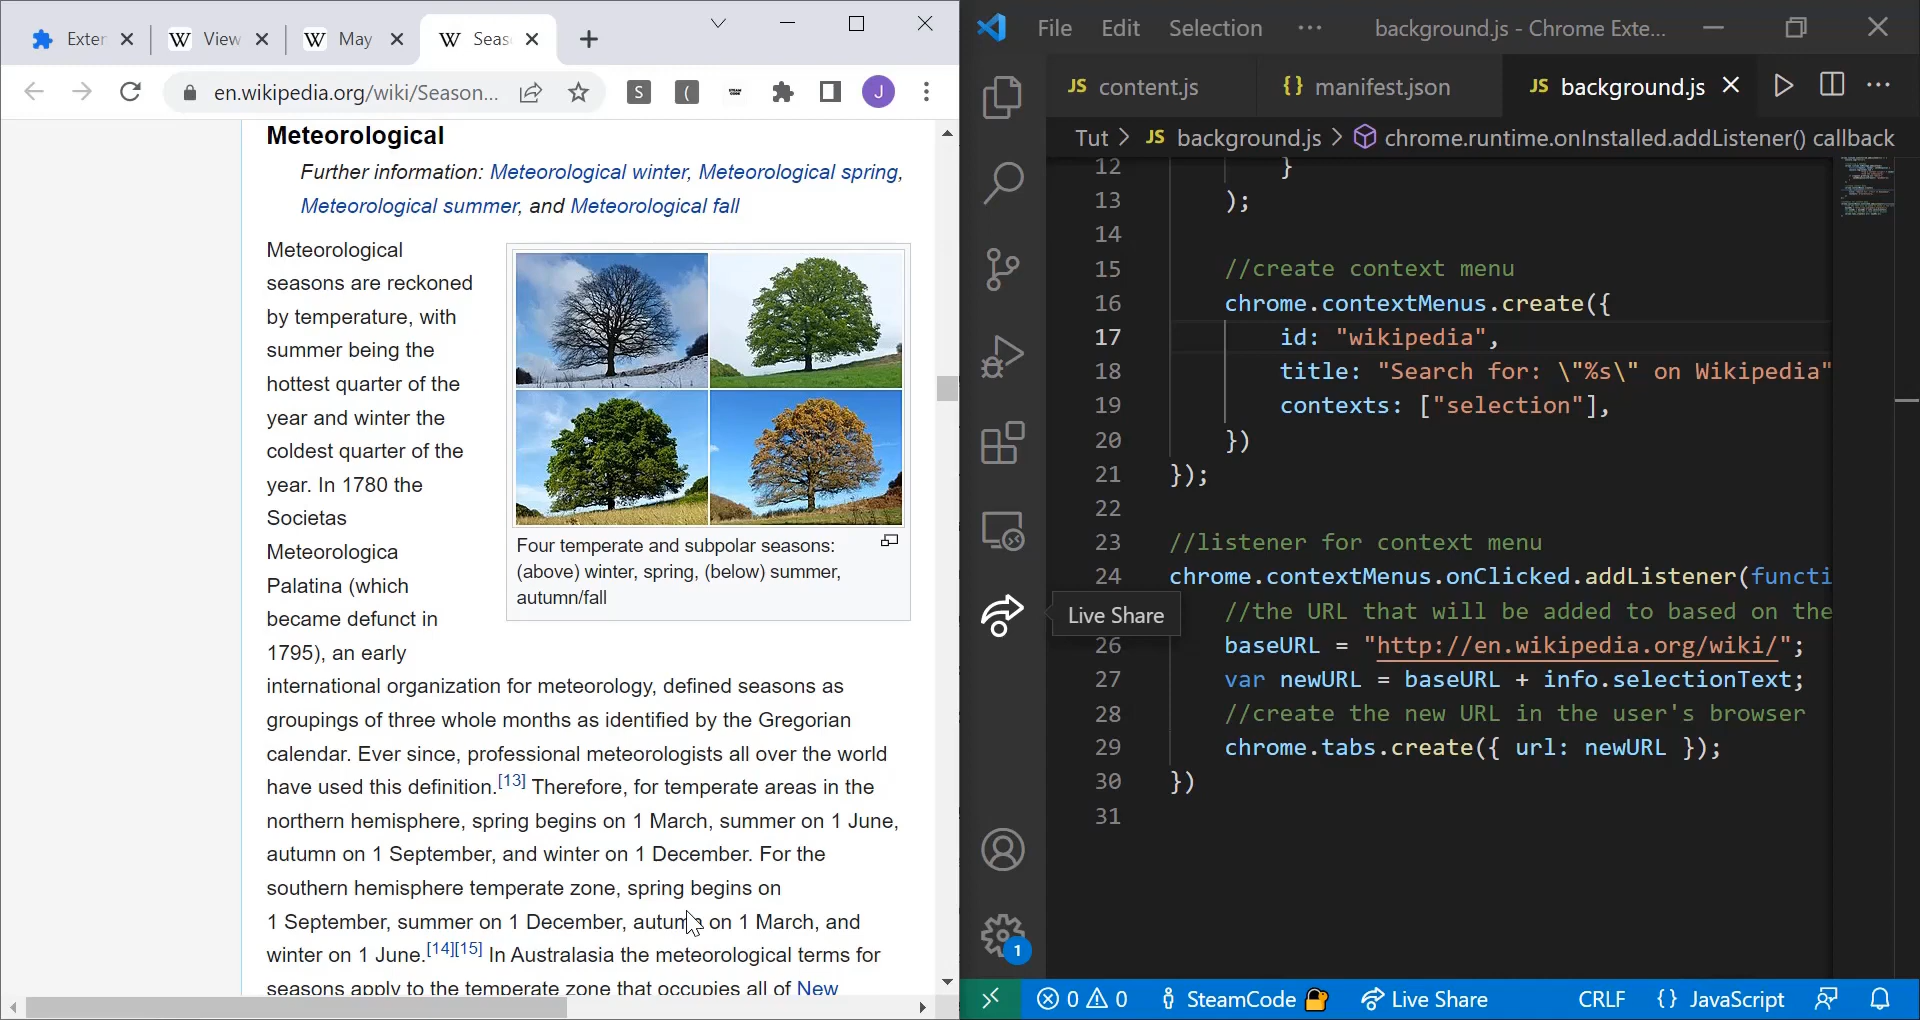 Exter
View
May
Seas
en.wikipedia.org/wiki/Season...
S
(
J
Meteorological
Further information: Meteorological winter, Meteorological spring,
Meteorological summer, and Meteorological fall
Meteorological
seasons are reckoned
by temperature, with
summer being the
hottest quarter of the
year and winter the
coldest quarter of the
year. In 1780 the
Societas
Meteorologica
Palatina (which
became defunct in
1795), an early
international organization for meteorology, defined seasons as
groupings of three whole months as identified by the Gregorian
calendar. Ever since, professional meteorologists all over the world
have used this definition.[13] Therefore, for temperate areas in the
northern hemisphere, spring begins on 1 March, summer on 1 June,
autumn on 1 September, and winter on 1 December. For the
southern hemisphere temperate zone, spring begins on
1 September, summer on 1 December, autumn on 1 March, and
winter on 1 June.[14][15] In Australasia the meteorological terms for
seasons apply to the temperate zone that occupies all of New
Four temperate and subpolar seasons:
(above) winter, spring, (below) summer,
autumn/fall
File Edit Selection ··· background.js - Chrome Exte...
JS content.js
{} manifest.json
JS background.js
Tut > JS background.js > chrome.runtime.onInstalled.addListener() callback
12 }
13 );
14
15 //create context menu
16 chrome.contextMenus.create({
17 id: "wikipedia",
18 title: "Search for: \"%s\" on Wikipedia"
19 contexts: ["selection"],
20 })
21 });
22
23 //listener for context menu
24 chrome.contextMenus.onClicked.addListener(functi
//the URL that will be added to based on the
Live Share
26 baseURL = "http://en.wikipedia.org/wiki/";
27 var newURL = baseURL + info.selectionText;
28 //create the new URL in the user's browser
29 chrome.tabs.create({ url: newURL });
30 })
31
1
0 0 SteamCode Live Share CRLF {} JavaScript